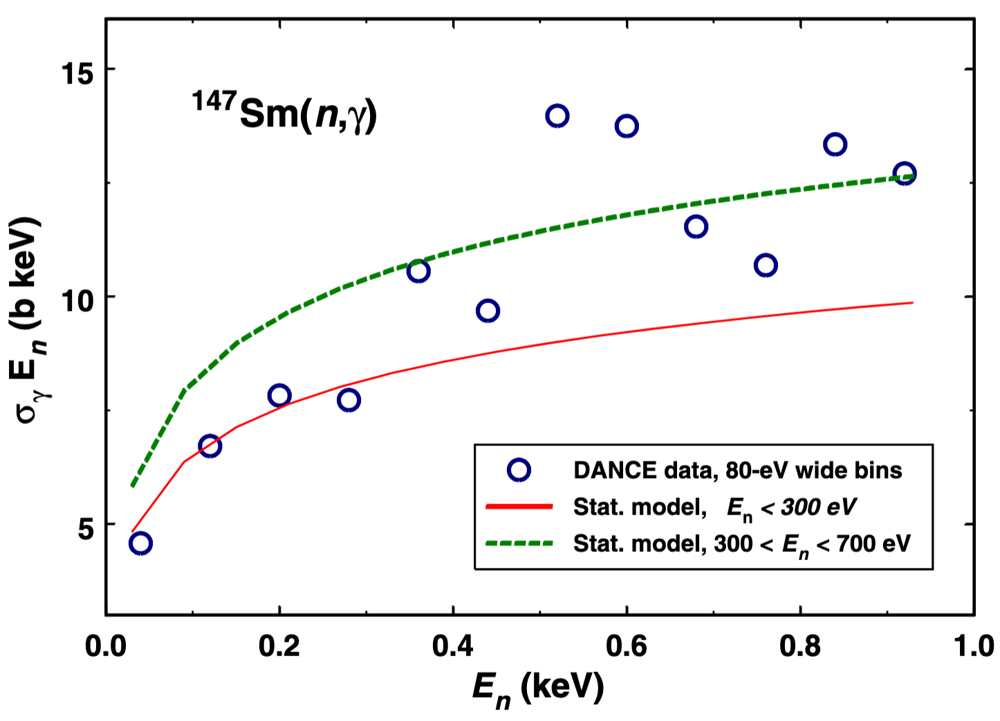 15
10
5
σγ En (b keV)
147Sm(n,γ)
DANCE data, 80-eV wide bins
Stat. model, En < 300 eV
Stat. model, 300 < En < 700 eV
0.0 0.2 0.4 0.6 0.8 1.0
En (keV)